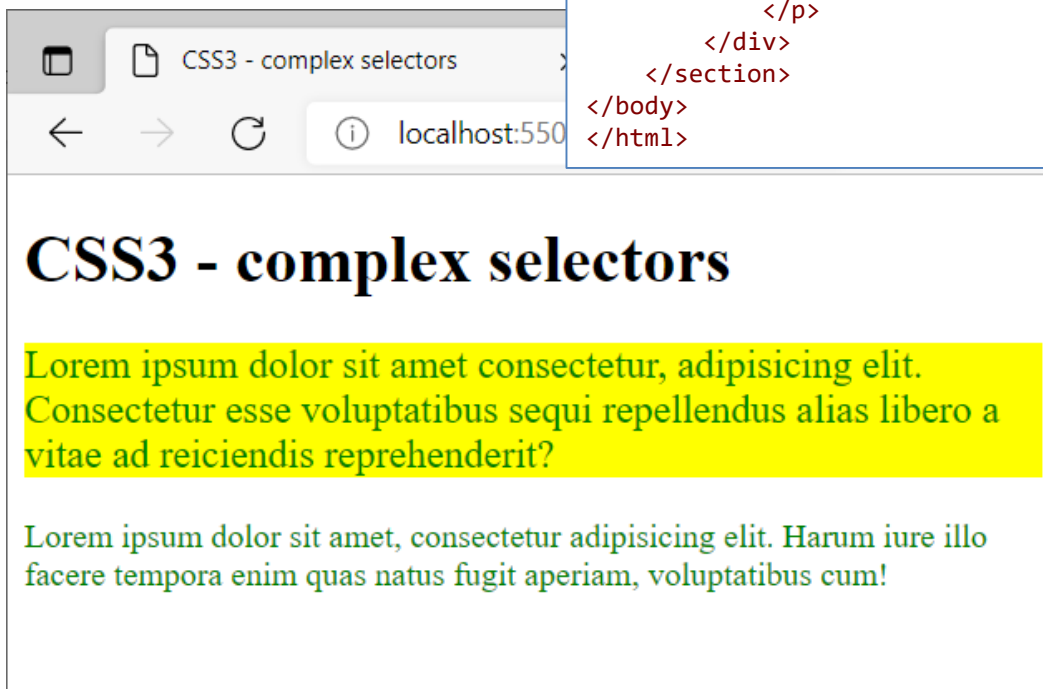 </p>
</div>
</section>
</body>
</html>
CSS3 - complex selectors
localhost:550
CSS3 - complex selectors
Lorem ipsum dolor sit amet consectetur, adipisicing elit.
Consectetur esse voluptatibus sequi repellendus alias libero a
vitae ad reiciendis reprehenderit?
Lorem ipsum dolor sit amet, consectetur adipisicing elit. Harum iure illo
facere tempora enim quas natus fugit aperiam, voluptatibus cum!